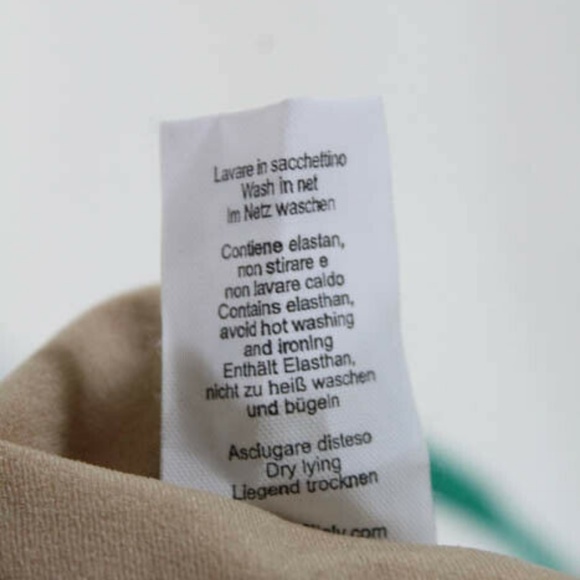 Lavare in sacchettino
Wash in net
Im Netz waschen
Contiene elastan,
non stirare e
non lavare caldo
Contains elasthan,
avoid hot washing
and ironing
Enthält Elasthan,
nicht zu heiß waschen
und bügeln
Asciugare disteso
Dry lying
Liegend trocknen